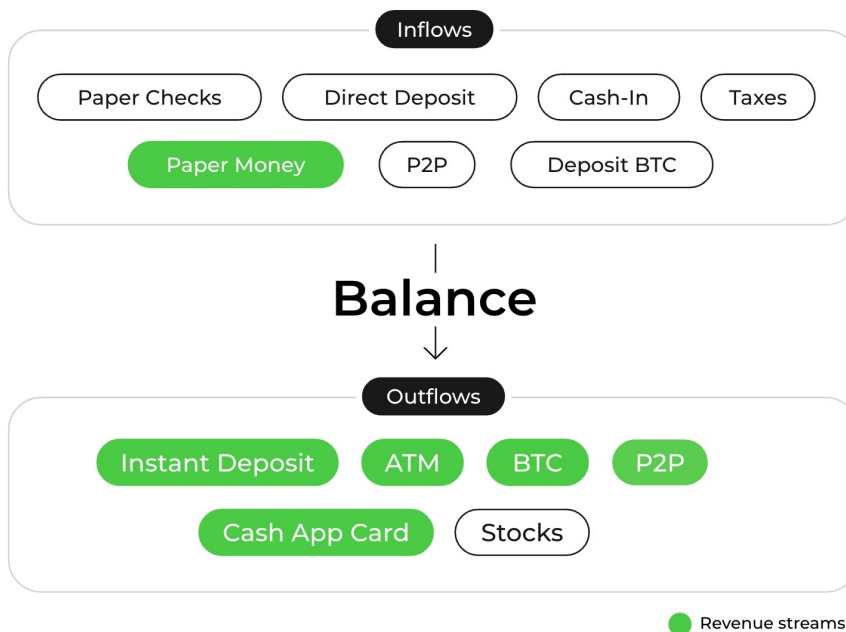 Inflows
Paper Checks Direct Deposit Cash-In Taxes
Paper Money P2P Deposit BTC
Balance
Outflows
Instant Deposit ATM BTC P2P
Cash App Card Stocks
Revenue streams